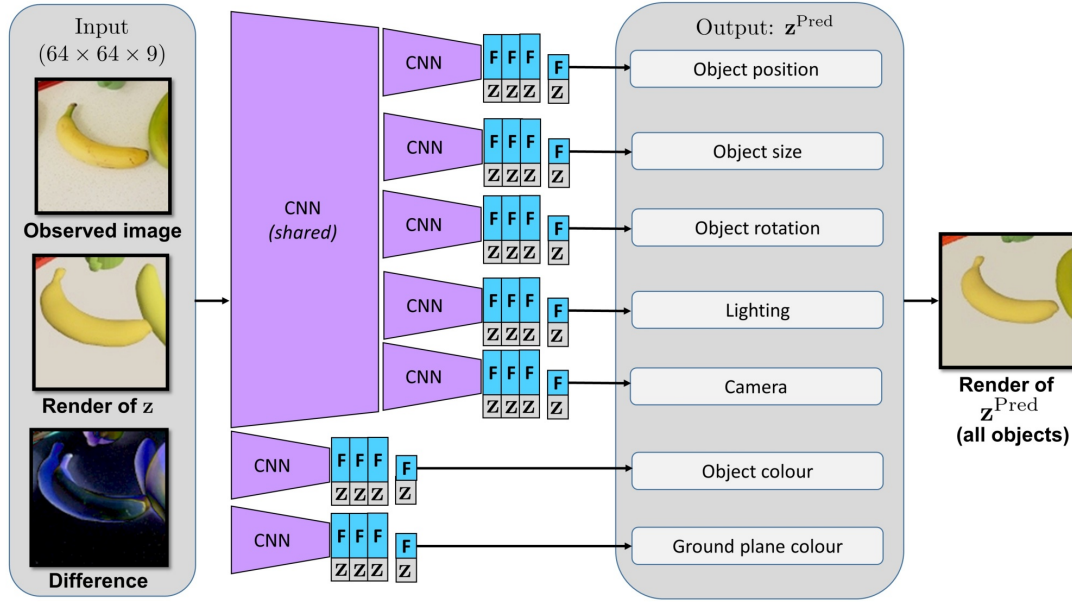 Input
(64 × 64 × 9)
Observed image
Render of z
Difference
CNN
(shared)
CNN
F F F F
Z Z Z Z
CNN
F F F F
Z Z Z Z
CNN
F F F F
Z Z Z Z
CNN
F F F F
Z Z Z Z
CNN
F F F F
Z Z Z Z
CNN
F F F F
Z Z Z Z
CNN
F F F F
Z Z Z Z
Output: z^Pred
Object position
Object size
Object rotation
Lighting
Camera
Object colour
Ground plane colour
Render of
z^Pred
(all objects)